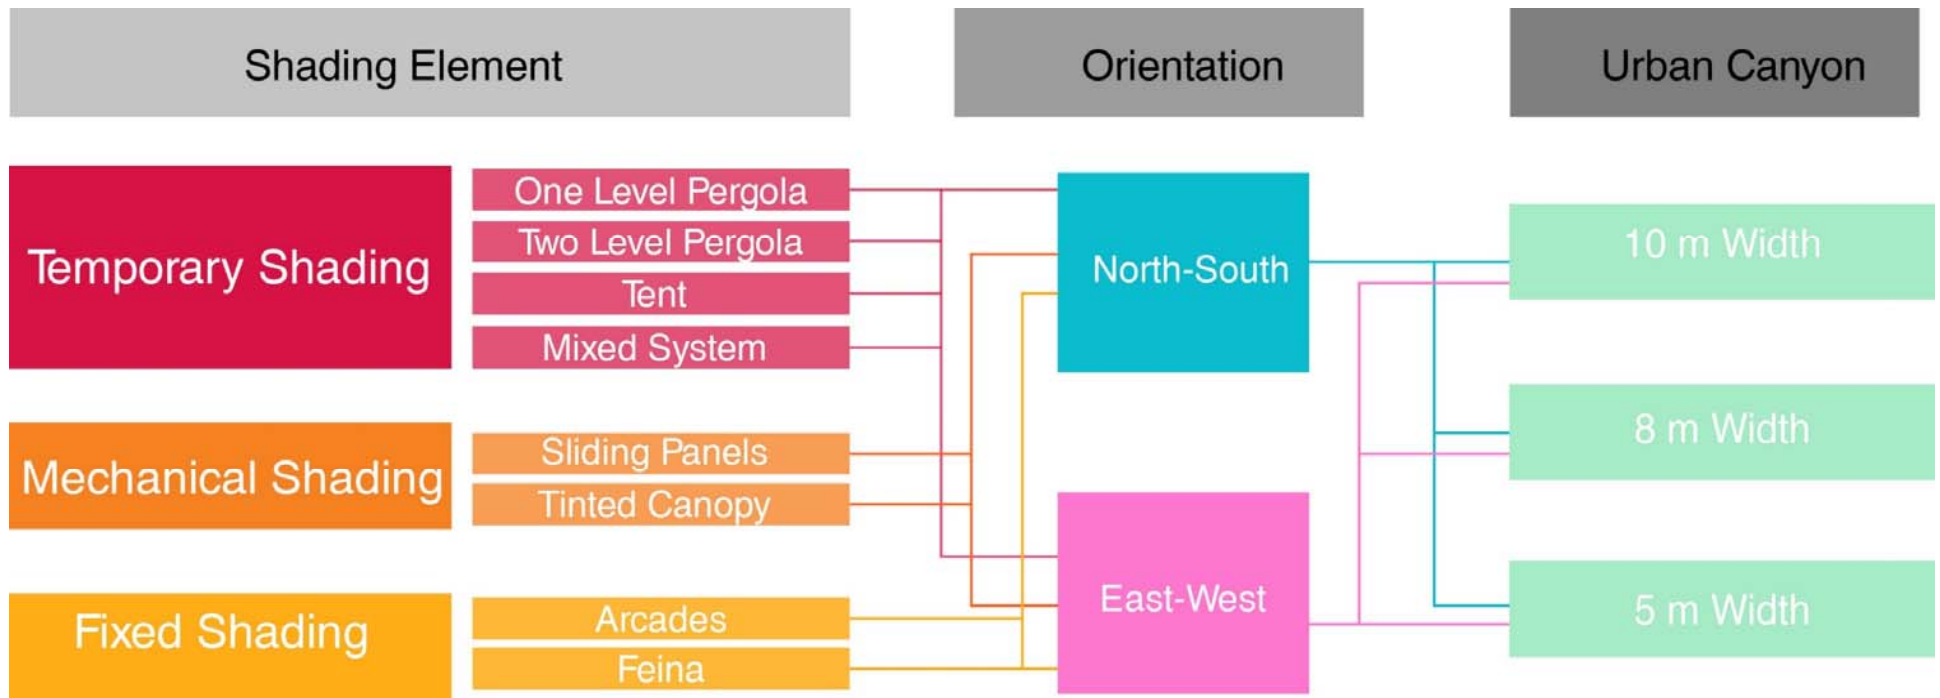 Shading Element
Orientation
Urban Canyon
Temporary Shading
One Level Pergola
Two Level Pergola
Tent
Mixed System
Mechanical Shading
Sliding Panels
Tinted Canopy
Fixed Shading
Arcades
Feina
North-South
East-West
10 m Width
8 m Width
5 m Width